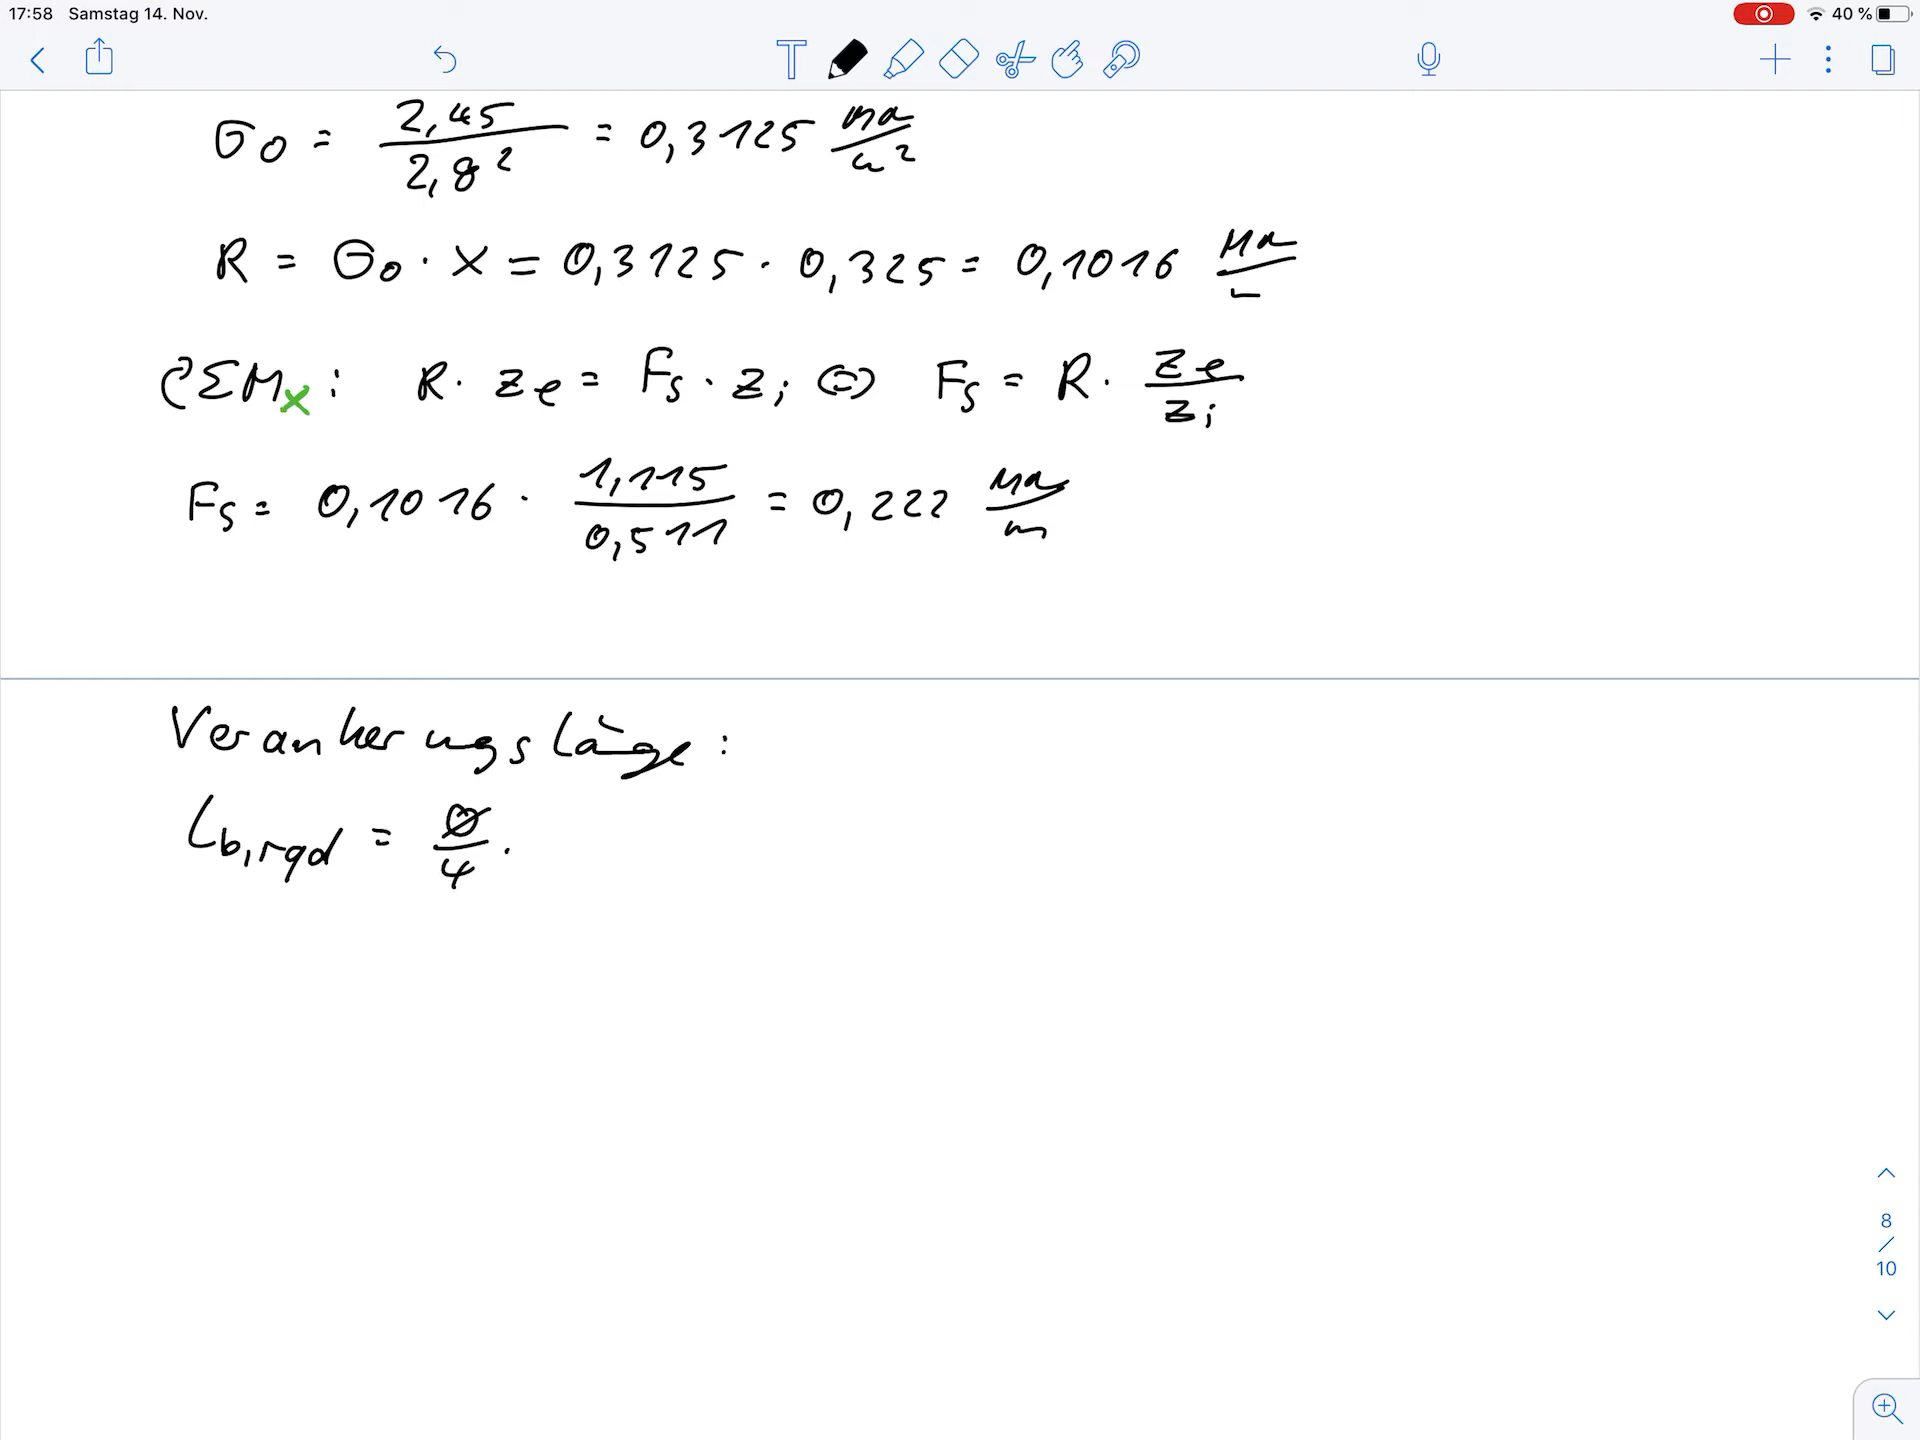 17:58 Samstag 14. Nov. 40 %
σ0 = 2,45 / 2,8² = 0,3125 MN/m²
R = σ0 · x = 0,3125 · 0,325 = 0,1016 MN/m
ΣMx: R · ze = Fs · zi ⇔ Fs = R · ze/zi
Fs = 0,1016 · 1,115/0,511 = 0,222 MN/m
Verankerungslänge:
Lb,rqd = Ø/4 ·
8
/
10